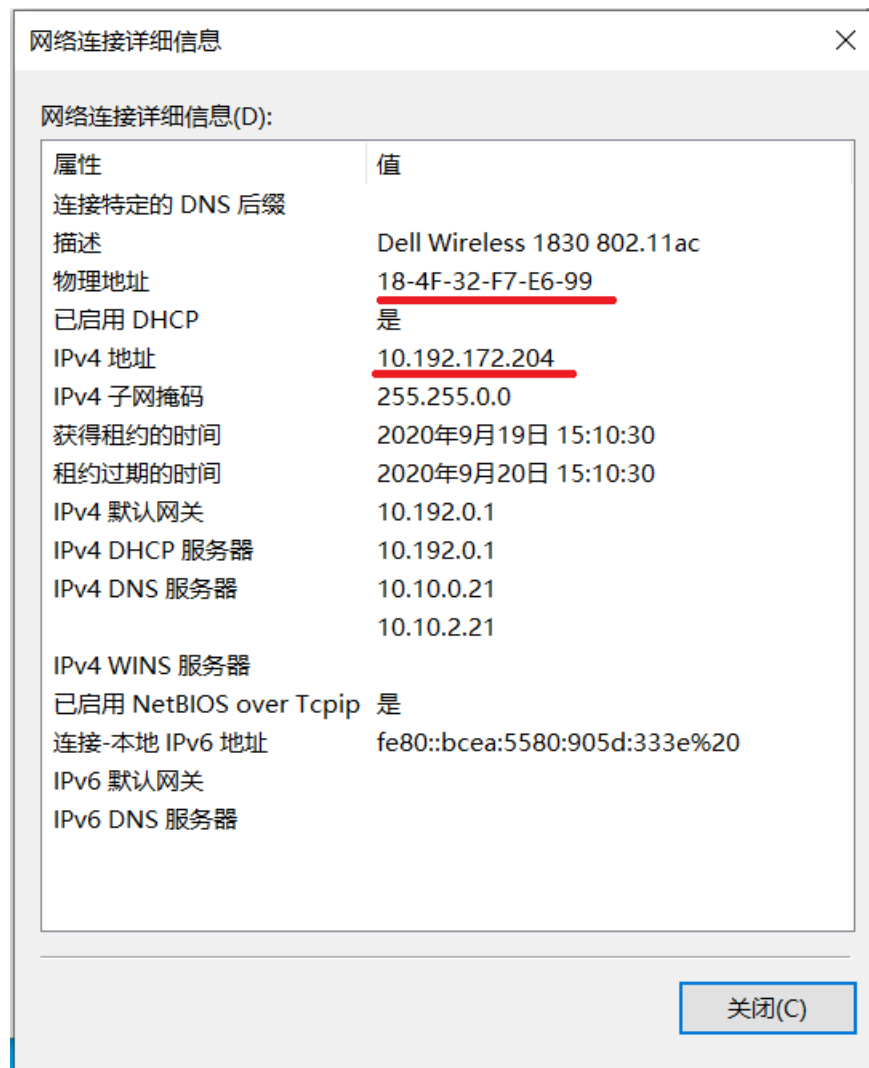 网络连接详细信息
网络连接详细信息(D):
属性 值
连接特定的 DNS 后缀
描述 Dell Wireless 1830 802.11ac
物理地址 18-4F-32-F7-E6-99
已启用 DHCP 是
IPv4 地址 10.192.172.204
IPv4 子网掩码 255.255.0.0
获得租约的时间 2020年9月19日 15:10:30
租约过期的时间 2020年9月20日 15:10:30
IPv4 默认网关 10.192.0.1
IPv4 DHCP 服务器 10.192.0.1
IPv4 DNS 服务器 10.10.0.21
10.10.2.21
IPv4 WINS 服务器
已启用 NetBIOS over Tcpip 是
连接-本地 IPv6 地址 fe80::bcea:5580:905d:333e%20
IPv6 默认网关
IPv6 DNS 服务器
关闭(C)